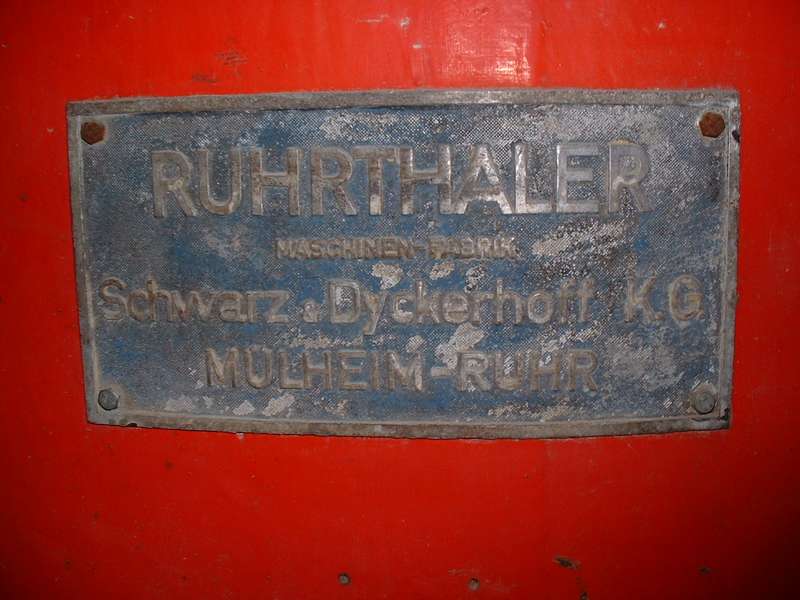 RUHRTHALER
MASCHINEN-FABRIK
Schwarz & Dyckerhoff K.G.
MÜLHEIM-RUHR